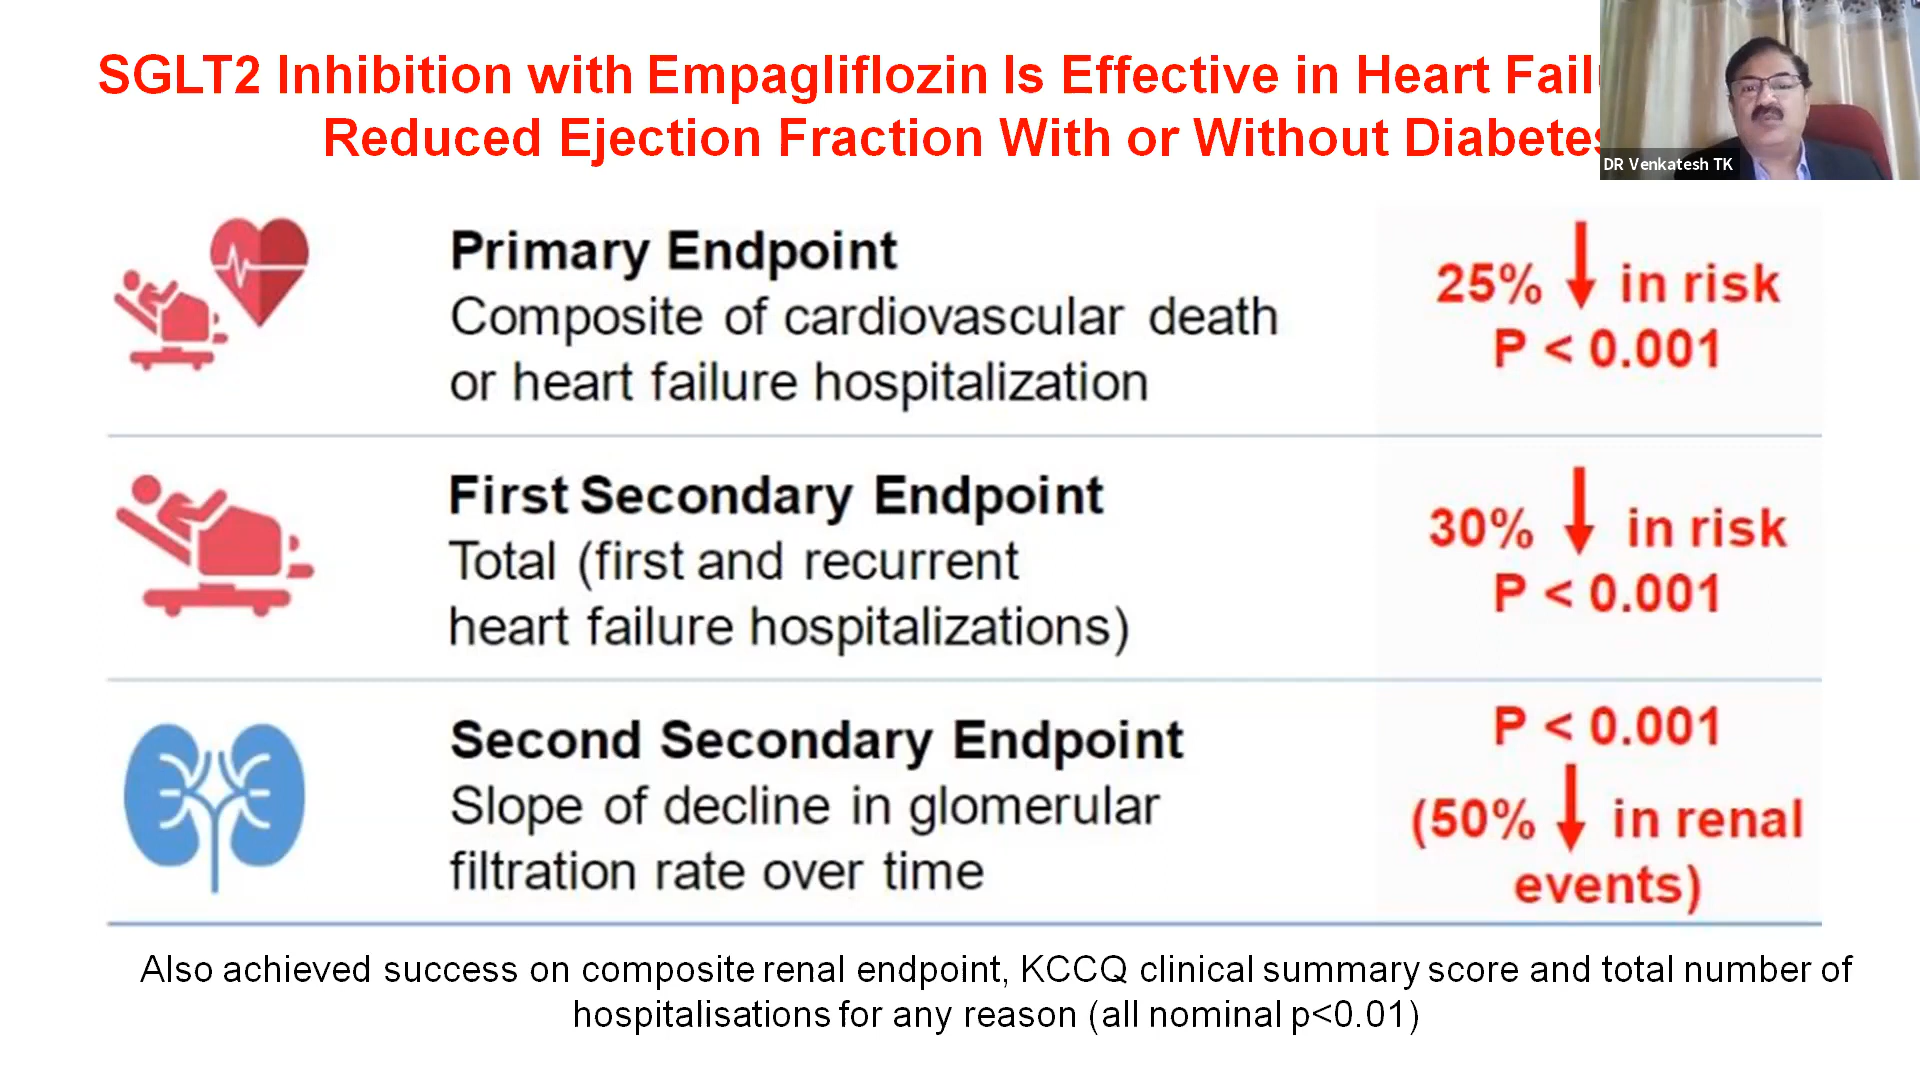 SGLT2 Inhibition with Empagliflozin Is Effective in Heart
Reduced Ejection Fraction With or Without
DR Venkatesh TK
Primary Endpoint
Composite of cardiovascular death
or heart failure hospitalization
25% ↓ in risk
P < 0.001
First Secondary Endpoint
Total (first and recurrent
heart failure hospitalizations)
30% ↓ in risk
P < 0.001
Second Secondary Endpoint
Slope of decline in glomerular
filtration rate over time
P < 0.001
(50% ↓ in renal
events)
Also achieved success on composite renal endpoint, KCCQ clinical summary score and total number of
hospitalisations for any reason (all nominal p<0.01)